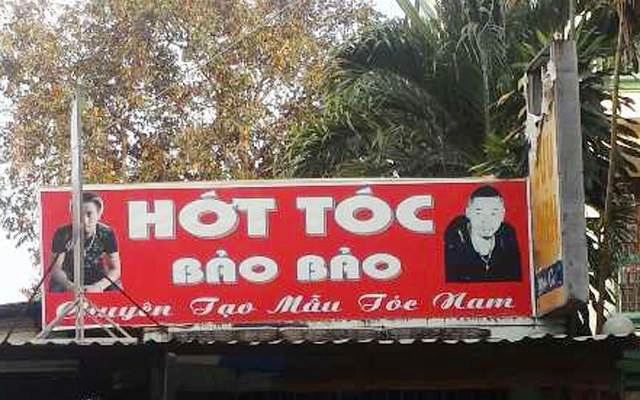 HỚT TÓC
BẢO BẢO
Chuyên Tạo Mẫu Tóc Nam